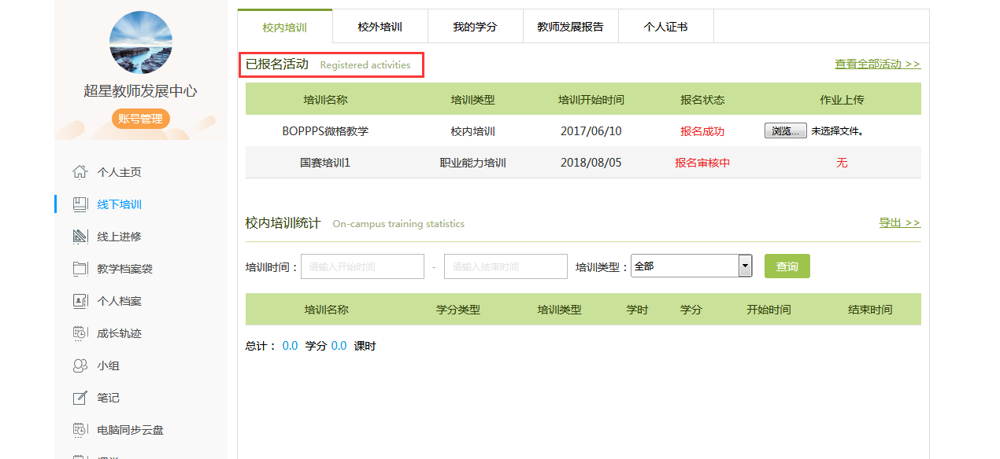 超星教师发展中心
账号管理
个人主页
线下培训
线上进修
教学档案袋
个人档案
成长轨迹
小组
笔记
电脑同步云盘
校内培训 校外培训 我的学分 教师发展报告 个人证书
已报名活动 Registered activities 查看全部活动 >>
培训名称 培训类型 培训开始时间 报名状态 作业上传
BOPPPS微格教学 校内培训 2017/06/10 报名成功 浏览... 未选择文件。
国赛培训1 职业能力培训 2018/08/05 报名审核中 无
校内培训统计 On-campus training statistics 导出 >>
培训时间： 请输入开始时间 - 请输入结束时间 培训类型： 全部 查询
培训名称 学分类型 培训类型 学时 学分 开始时间 结束时间
总计： 0.0 学分 0.0 课时